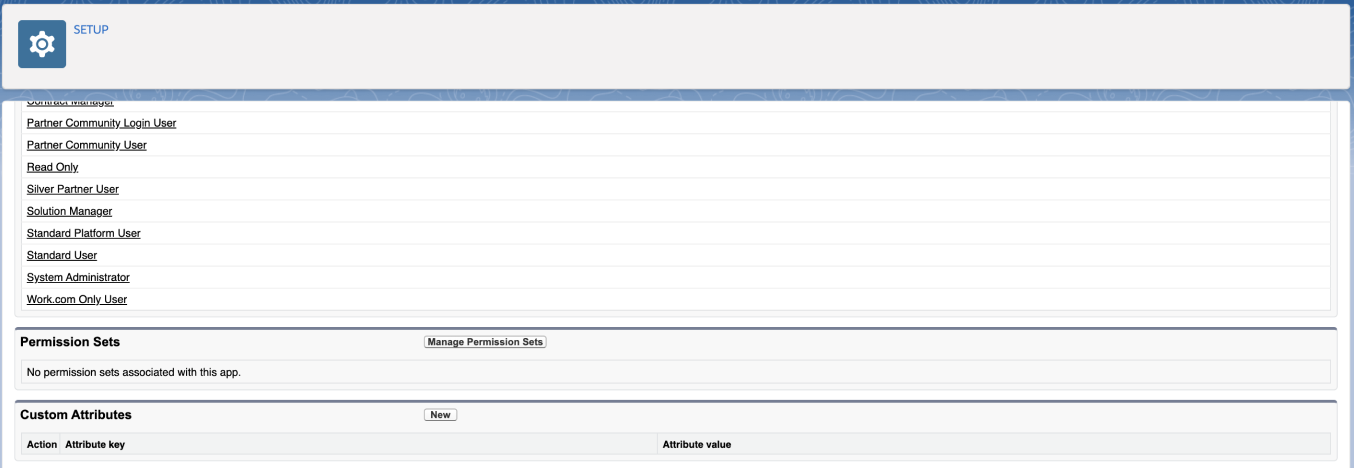 SETUP
Contract Manager
Partner Community Login User
Partner Community User
Read Only
Silver Partner User
Solution Manager
Standard Platform User
Standard User
System Administrator
Work.com Only User
Permission Sets Manage Permission Sets
No permission sets associated with this app.
Custom Attributes New
Action Attribute key Attribute value